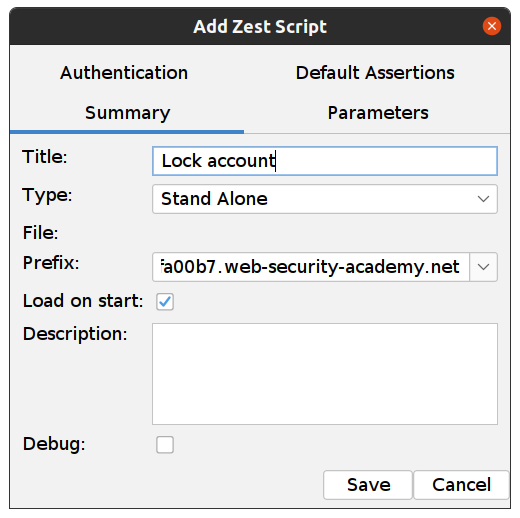 Add Zest Script
Authentication Default Assertions
Summary Parameters
Title: Lock account
Type: Stand Alone
File:
Prefix: fa00b7.web-security-academy.net
Load on start:
Description:
Debug:
Save Cancel